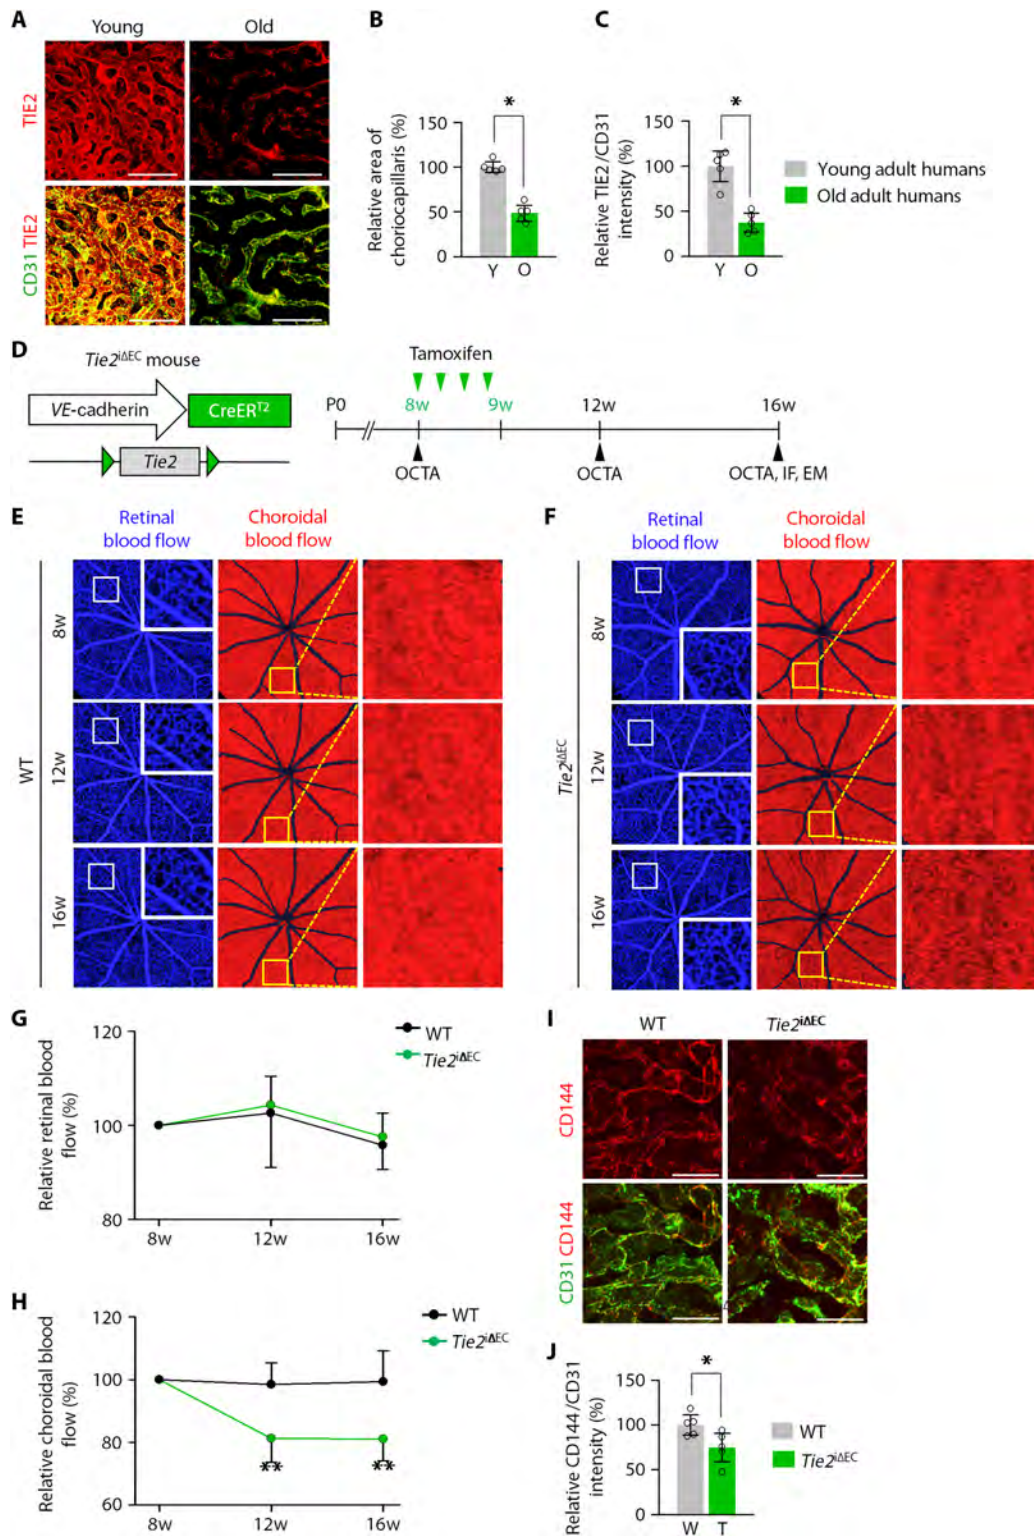 A
Young
Old
TIE2
CD31 TIE2
B
Relative area of
choriocapillaris (%)
150
100
50
0
*
Y
O
C
Relative TIE2/CD31
intensity (%)
150
100
50
0
*
Y
O
Young adult humans
Old adult humans
D
Tie2iΔEC mouse
VE-cadherin
CreERT2
Tie2
Tamoxifen
P0
8w
9w
12w
16w
OCTA
OCTA
OCTA, IF, EM
E
Retinal
blood flow
Choroidal
blood flow
WT
8w
12w
16w
F
Retinal
blood flow
Choroidal
blood flow
Tie2iΔEC
8w
12w
16w
G
Relative retinal blood
flow (%)
120
100
80
8w
12w
16w
WT
Tie2iΔEC
H
Relative choroidal blood
flow (%)
120
100
80
60
**
**
8w
12w
16w
WT
Tie2iΔEC
I
WT
Tie2iΔEC
CD144
CD31 CD144
J
Relative CD144/CD31
intensity (%)
150
100
50
0
*
W
T
WT
Tie2iΔEC